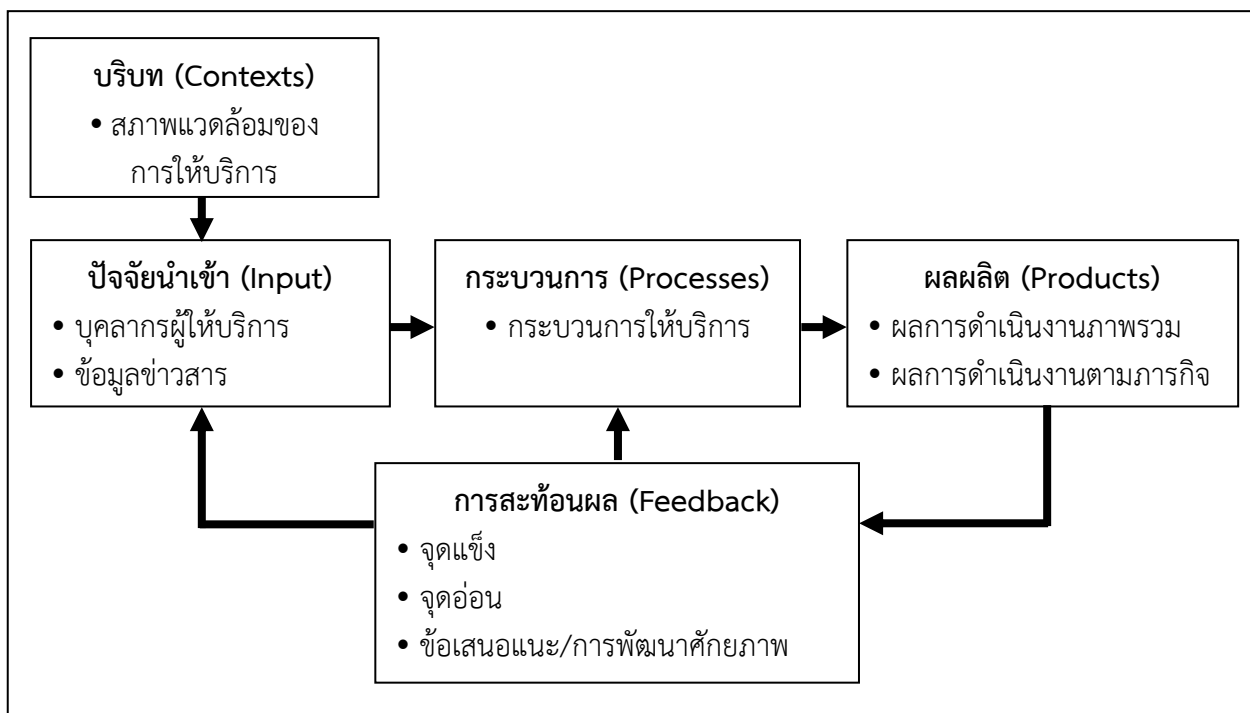 บริบท (Contexts)
• สภาพแวดล้อมของ
การให้บริการ
ปัจจัยนำเข้า (Input)
• บุคลากรผู้ให้บริการ
• ข้อมูลข่าวสาร
กระบวนการ (Processes)
• กระบวนการให้บริการ
ผลผลิต (Products)
• ผลการดำเนินงานภาพรวม
• ผลการดำเนินงานตามภารกิจ
การสะท้อนผล (Feedback)
• จุดแข็ง
• จุดอ่อน
• ข้อเสนอแนะ/การพัฒนาศักยภาพ